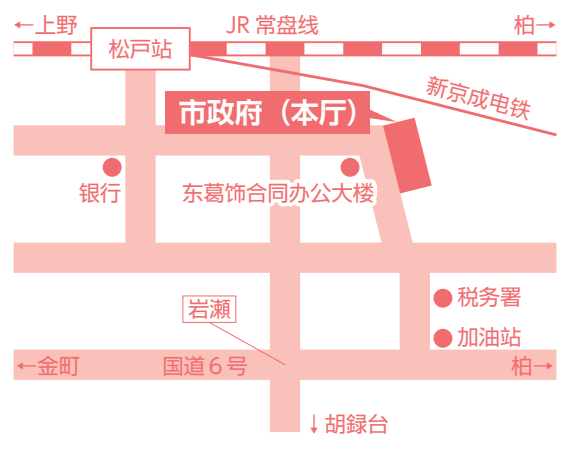 ←上野
JR 常盘线
柏→
松戸站
新京成电铁
市政府（本厅）
银行
东葛饰合同办公大楼
税务署
岩瀬
加油站
←金町
国道６号
柏→
↓胡録台